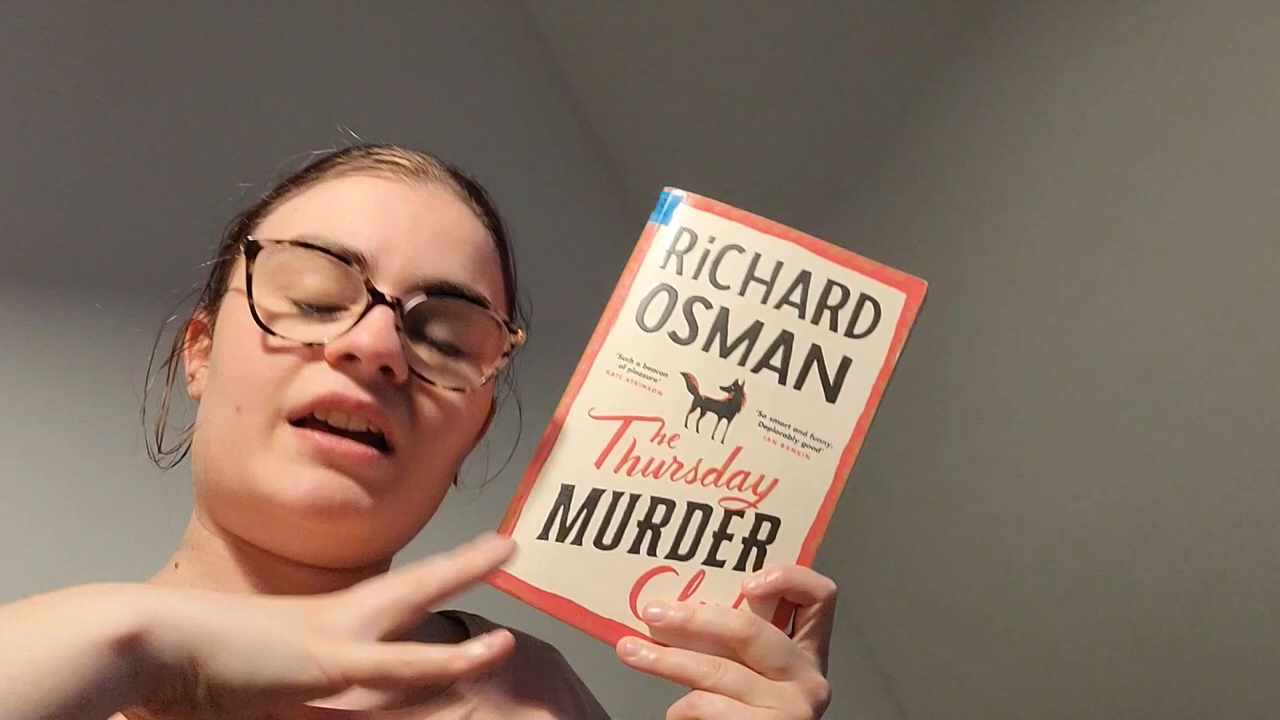 RiCHARD
OSMAN
'Such a beacon
of pleasure'
KATE ATKINSON
'So smart and funny.
Deplorably good'
IAN RANKIN
The
Thursday
MURDER